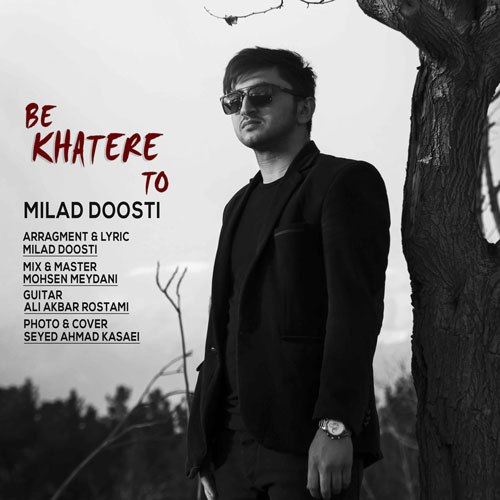 BE
KHATERE
TO
MILAD DOOSTI
ARRAGMENT & LYRIC
MILAD DOOSTI
MIX & MASTER
MOHSEN MEYDANI
GUITAR
ALI AKBAR ROSTAMI
PHOTO & COVER
SEYED AHMAD KASAEI